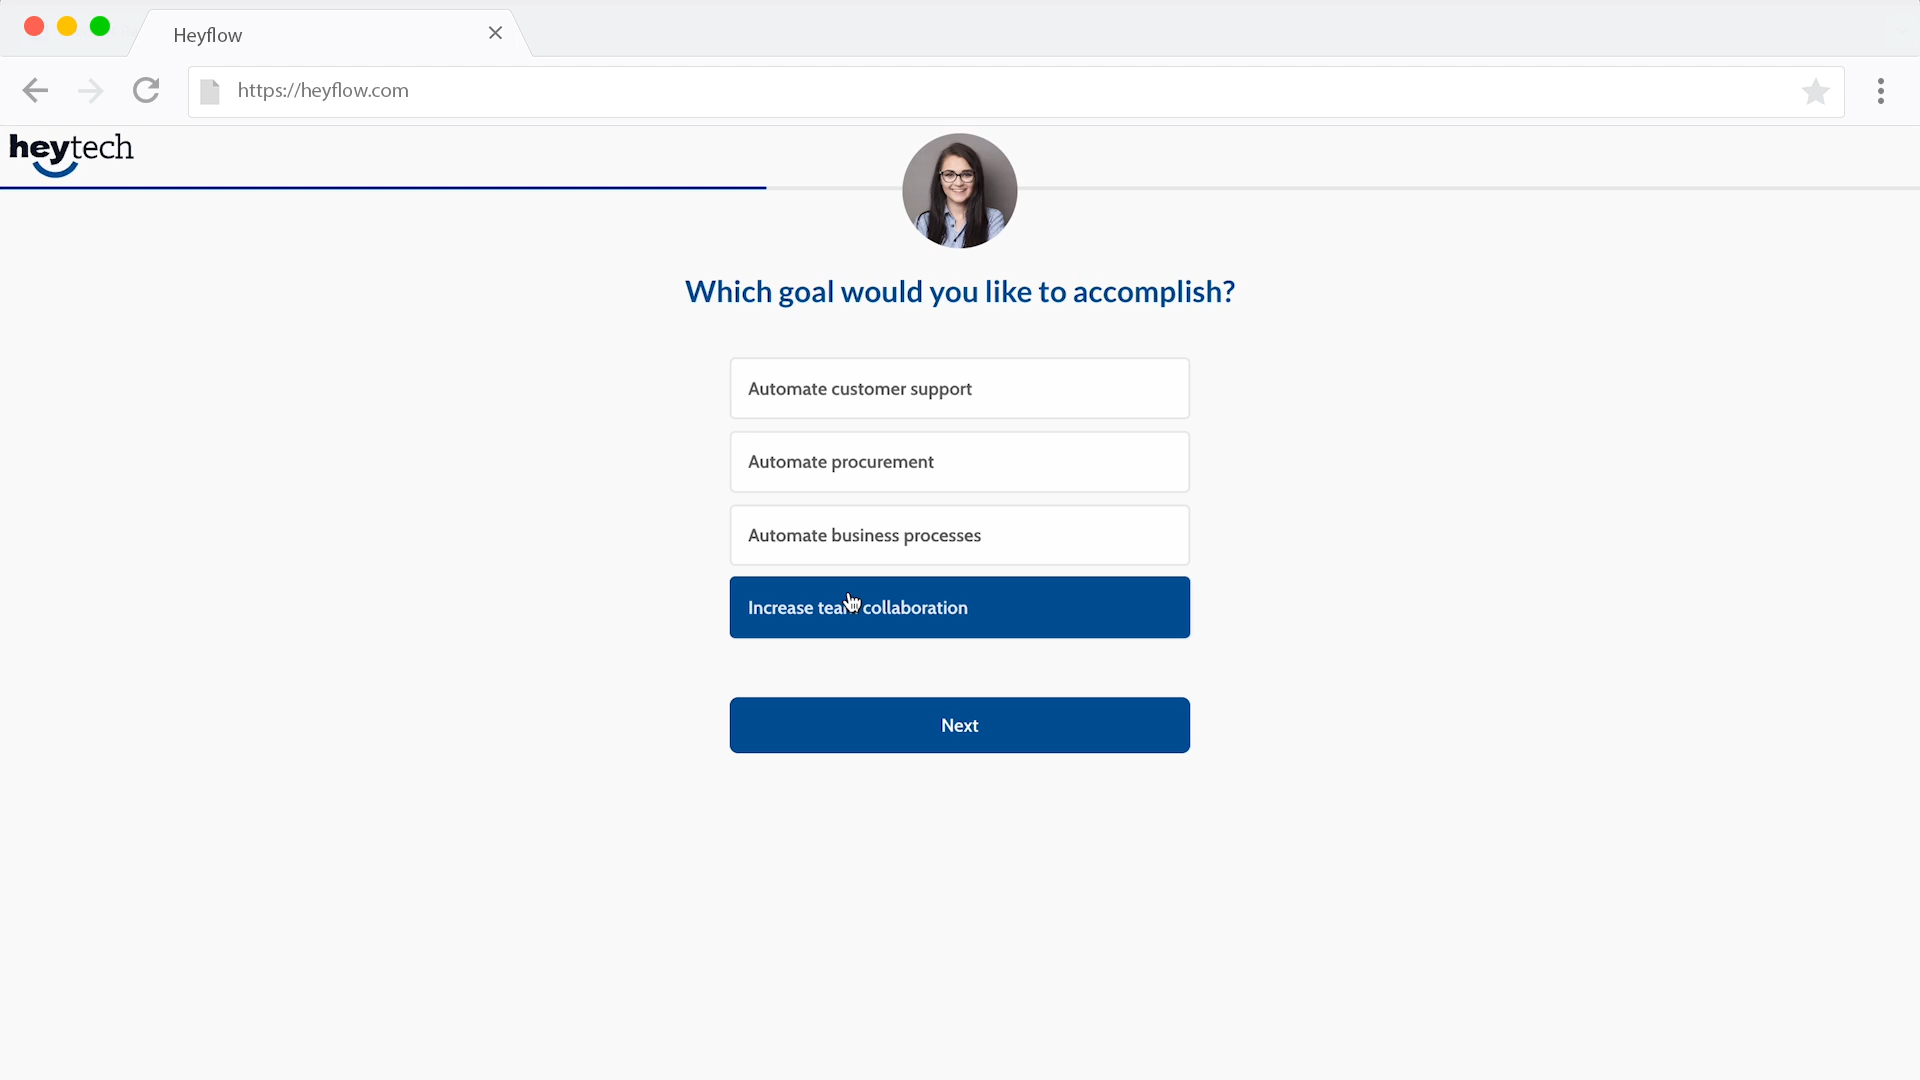 Heyflow
https://heyflow.com
heytech
Which goal would you like to accomplish?
Automate customer support
Automate procurement
Automate business processes
Increase team collaboration
Next